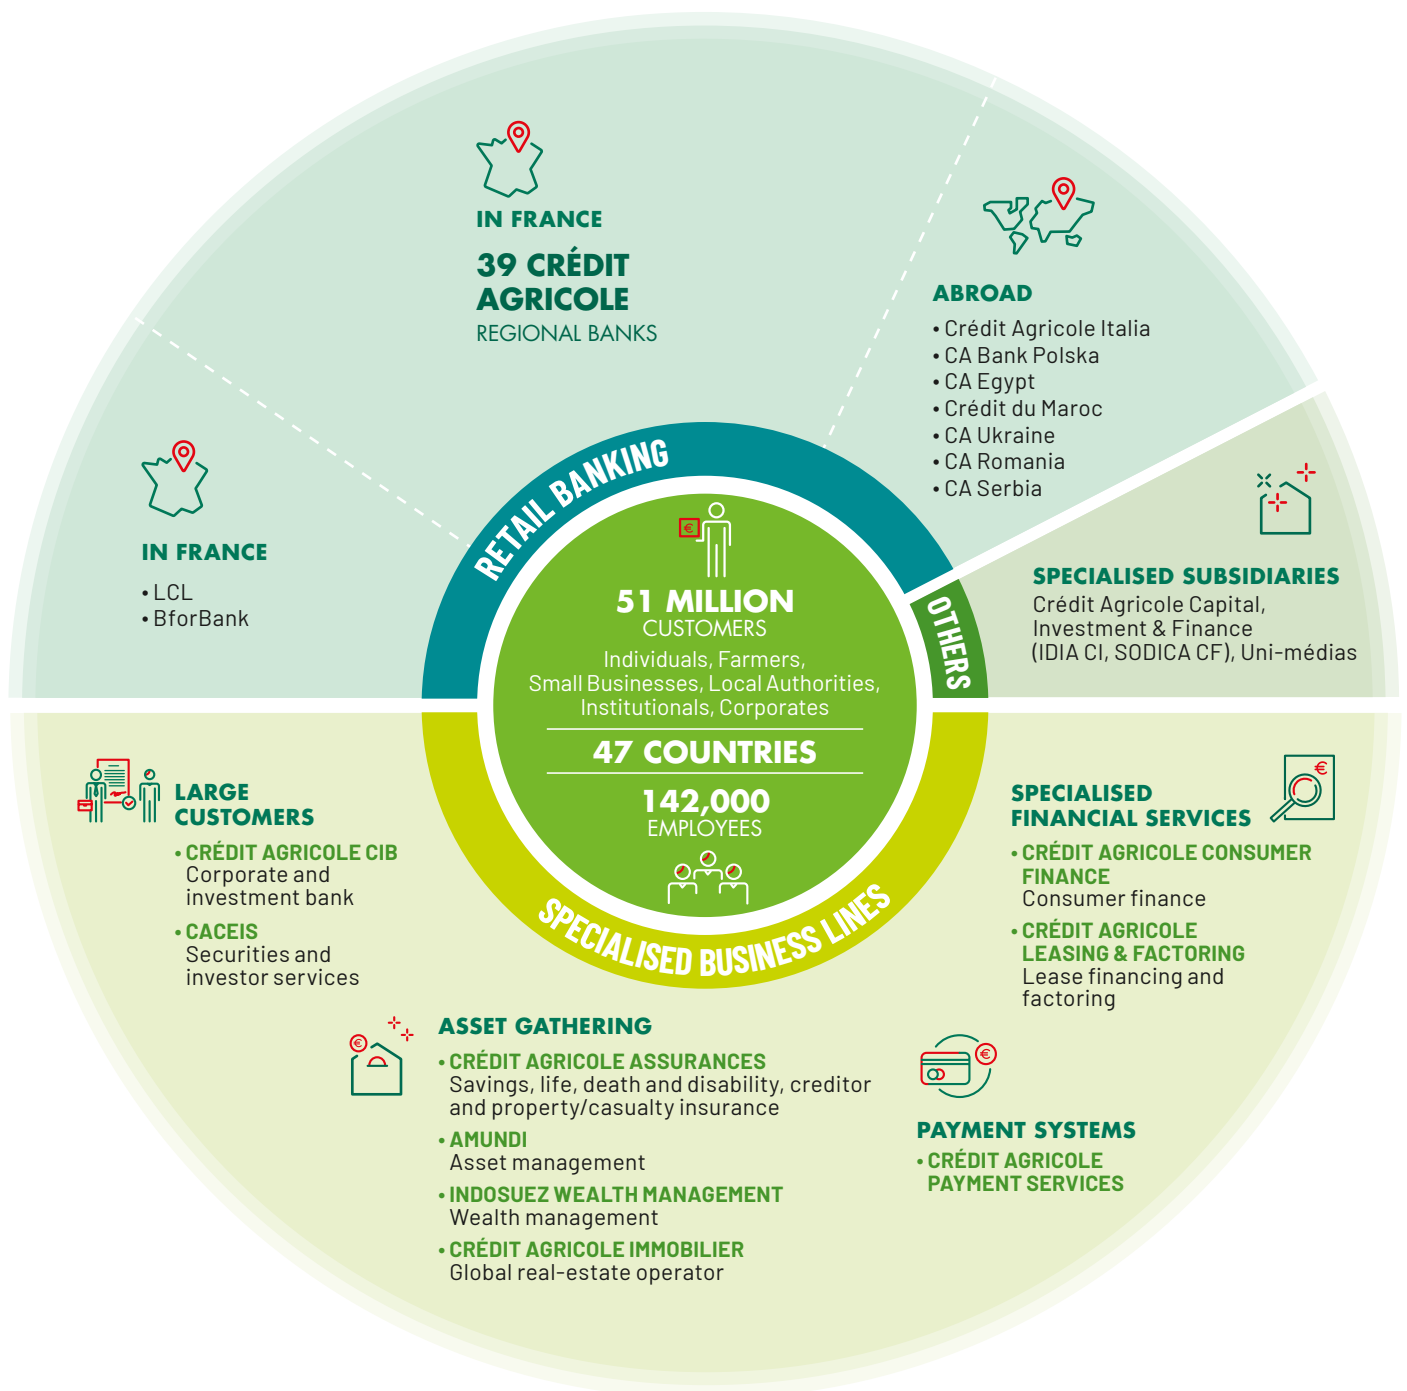 IN FRANCE
39 CRÉDIT
AGRICOLE
REGIONAL BANKS
ABROAD
• Crédit Agricole Italia
• CA Bank Polska
• CA Egypt
• Crédit du Maroc
• CA Ukraine
• CA Romania
• CA Serbia
IN FRANCE
• LCL
• BforBank
RETAIL BANKING
OTHERS
SPECIALISED SUBSIDIARIES
Crédit Agricole Capital,
Investment & Finance
(IDIA CI, SODICA CF), Uni-médias
€
51 MILLION
CUSTOMERS
Individuals, Farmers,
Small Businesses, Local Authorities,
Institutionals, Corporates
47 COUNTRIES
142,000
EMPLOYEES
SPECIALISED BUSINESS LINES
LARGE
CUSTOMERS
• CRÉDIT AGRICOLE CIB
Corporate and
investment bank
• CACEIS
Securities and
investor services
€
SPECIALISED
FINANCIAL SERVICES
• CRÉDIT AGRICOLE CONSUMER
FINANCE
Consumer finance
• CRÉDIT AGRICOLE
LEASING & FACTORING
Lease financing and
factoring
€
ASSET GATHERING
• CRÉDIT AGRICOLE ASSURANCES
Savings, life, death and disability, creditor
and property/casualty insurance
• AMUNDI
Asset management
• INDOSUEZ WEALTH MANAGEMENT
Wealth management
• CRÉDIT AGRICOLE IMMOBILIER
Global real-estate operator
€
PAYMENT SYSTEMS
• CRÉDIT AGRICOLE
PAYMENT SERVICES